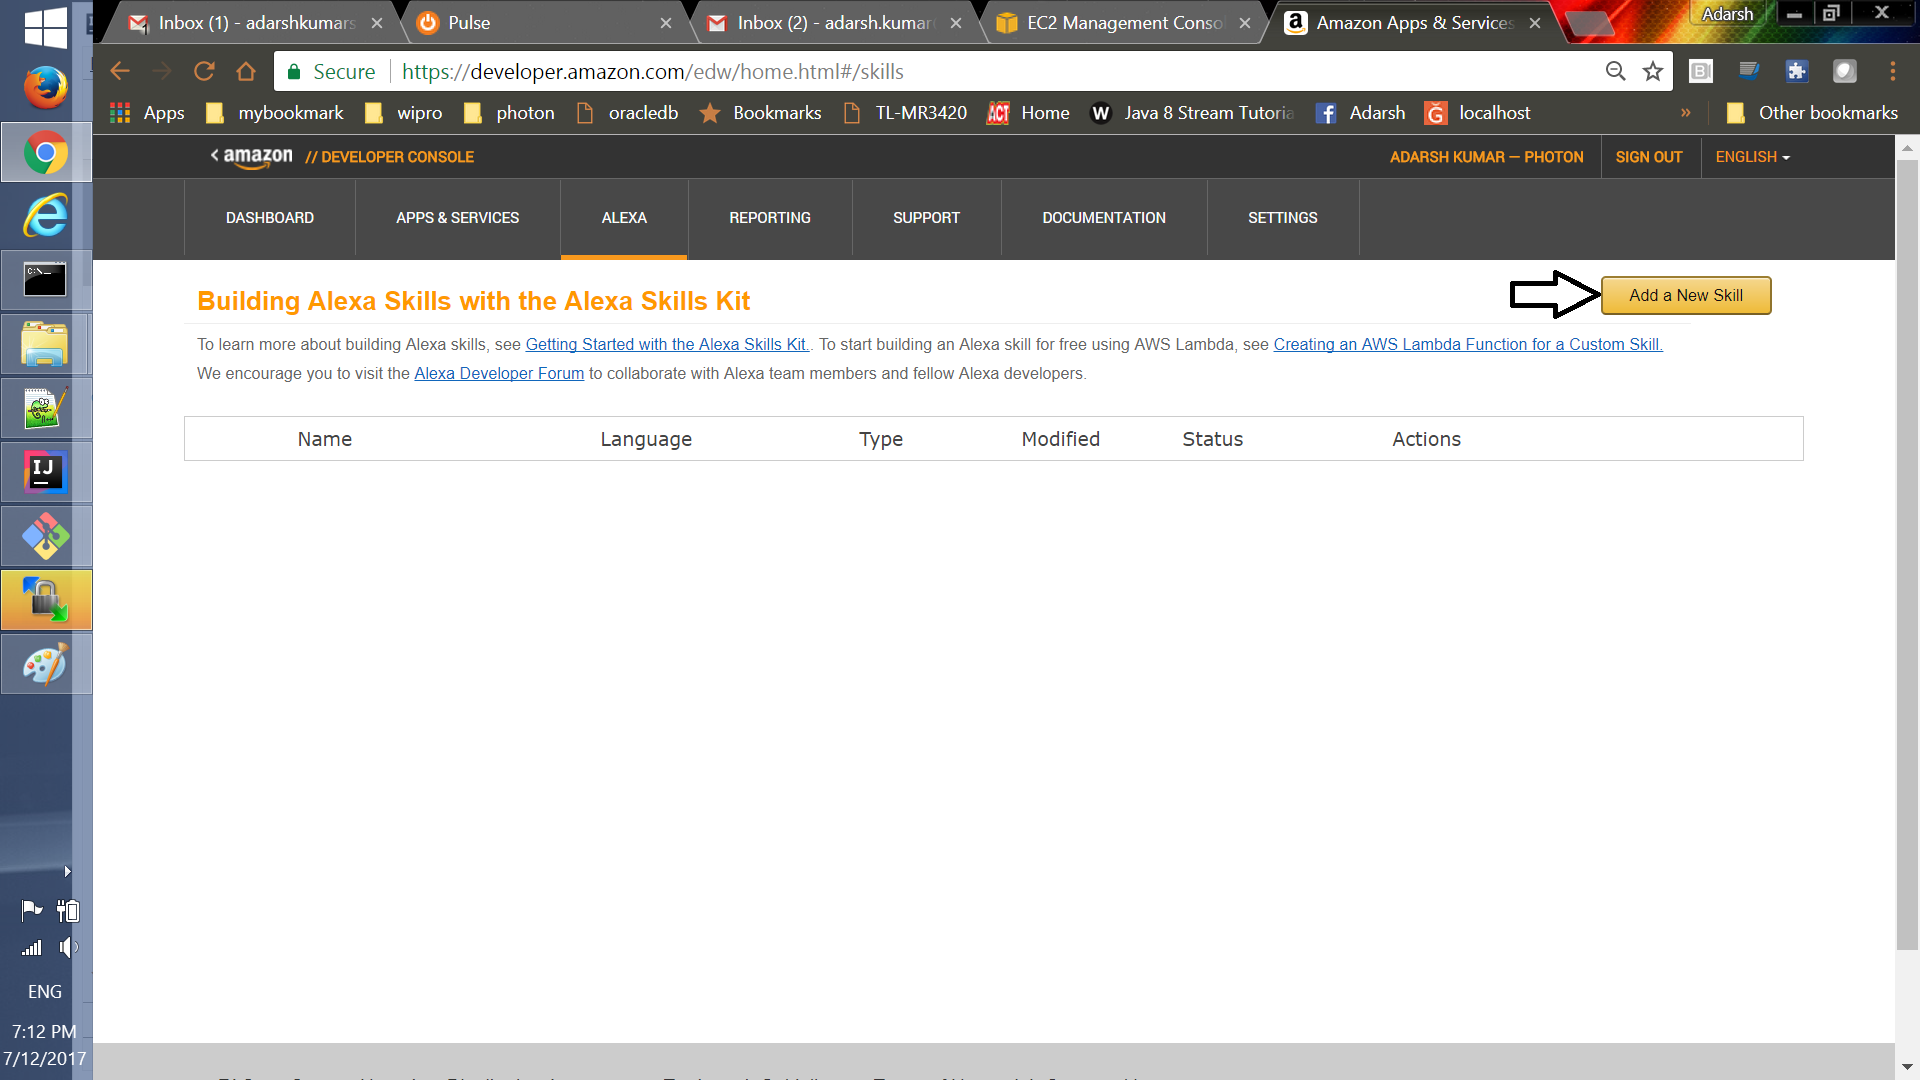 Inbox (1) - adarshkumars
Pulse
Inbox (2) - adarsh.kumar
EC2 Management Conso
Amazon Apps & Services
Adarsh
Secure
https://developer.amazon.com/edw/home.html#/skills
Apps
mybookmark
wipro
photon
oracledb
Bookmarks
TL-MR3420
ACT
Home
W
Java 8 Stream Tutoria
Adarsh
localhost
»
Other bookmarks
< amazon // DEVELOPER CONSOLE
ADARSH KUMAR — PHOTON
SIGN OUT
ENGLISH
DASHBOARD
APPS & SERVICES
ALEXA
REPORTING
SUPPORT
DOCUMENTATION
SETTINGS
Building Alexa Skills with the Alexa Skills Kit
Add a New Skill
To learn more about building Alexa skills, see Getting Started with the Alexa Skills Kit.. To start building an Alexa skill for free using AWS Lambda, see Creating an AWS Lambda Function for a Custom Skill.
We encourage you to visit the Alexa Developer Forum to collaborate with Alexa team members and fellow Alexa developers.
Name
Language
Type
Modified
Status
Actions
C:\_
IJ
ENG
7:12 PM
7/12/2017